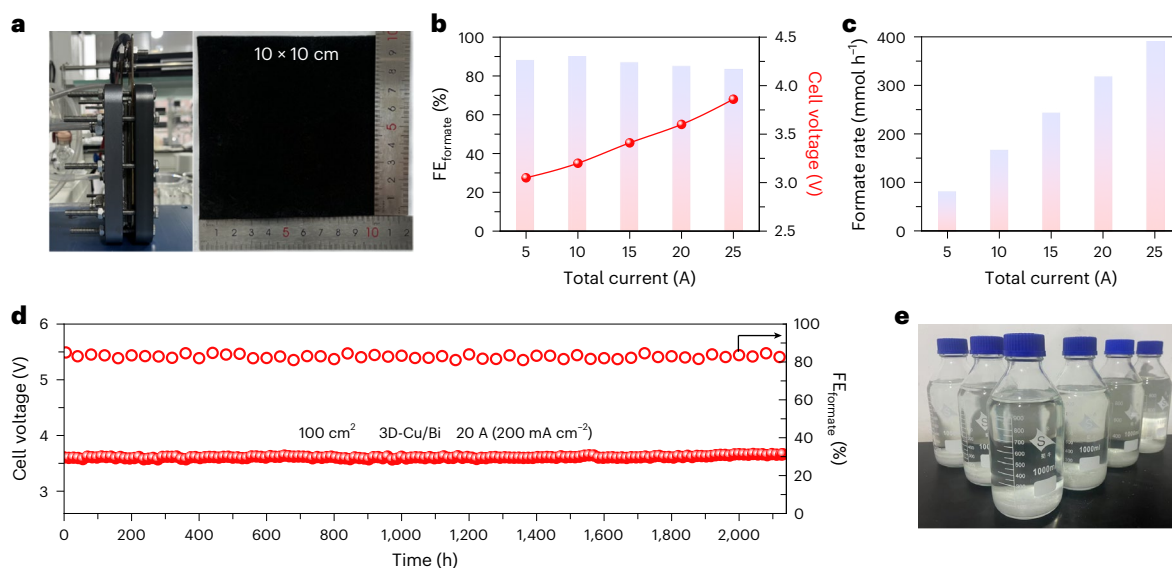 a
10 × 10 cm
1 2 3 4 5 6 7 8 9 10 1 2
b
FEformate (%)
100
80
60
40
20
0
Cell voltage (V)
4.5
4.0
3.5
3.0
2.5
5 10 15 20 25
Total current (A)
c
Formate rate (mmol h⁻¹)
400
300
200
100
0
5 10 15 20 25
Total current (A)
d
Cell voltage (V)
6
5
4
3
100 cm² 3D-Cu/Bi 20 A (200 mA cm⁻²)
FEformate (%)
100
80
60
40
20
0
0 200 400 600 800 1,000 1,200 1,400 1,600 1,800 2,000
Time (h)
e
1000ml
1000ml